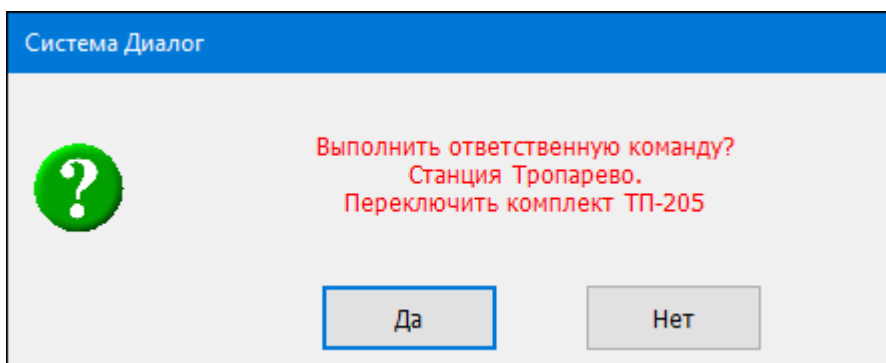 Система Диалог
?
Выполнить ответственную команду?
Станция Тропарево.
Переключить комплект ТП-205
Да
Нет